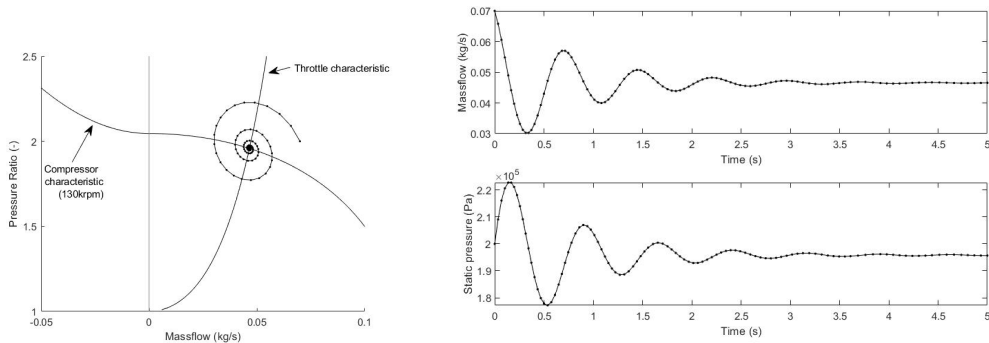 2.5
Throttle characteristic
2
Compressor
characteristic
(130krpm)
1.5
1
-0.05
0
0.05
0.1
Massflow (kg/s)
Pressure Ratio (-)
0.07
0.06
0.05
0.04
0.03
0 0.5 1 1.5 2 2.5 3 3.5 4 4.5 5
Time (s)
Massflow (kg/s)
×10⁵
2.2
2.1
2
1.9
1.8
0 0.5 1 1.5 2 2.5 3 3.5 4 4.5 5
Time (s)
Static pressure (Pa)